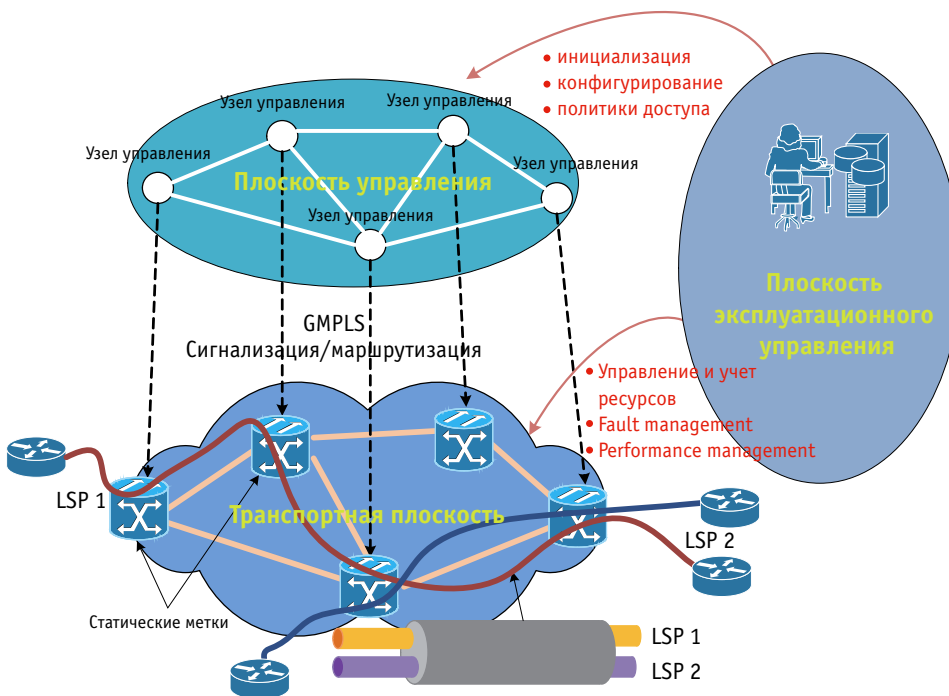 • инициализация
• конфигурирование
• политики доступа
Узел управления
Узел управления
Узел управления
Узел управления
Плоскость управления
Узел управления
Плоскость
эксплуатационного
управления
GMPLS
Сигнализация/маршрутизация
• Управление и учет
ресурсов
• Fault management
• Performance management
LSP 1
Транспортная плоскость
LSP 2
Статические метки
LSP 1
LSP 2